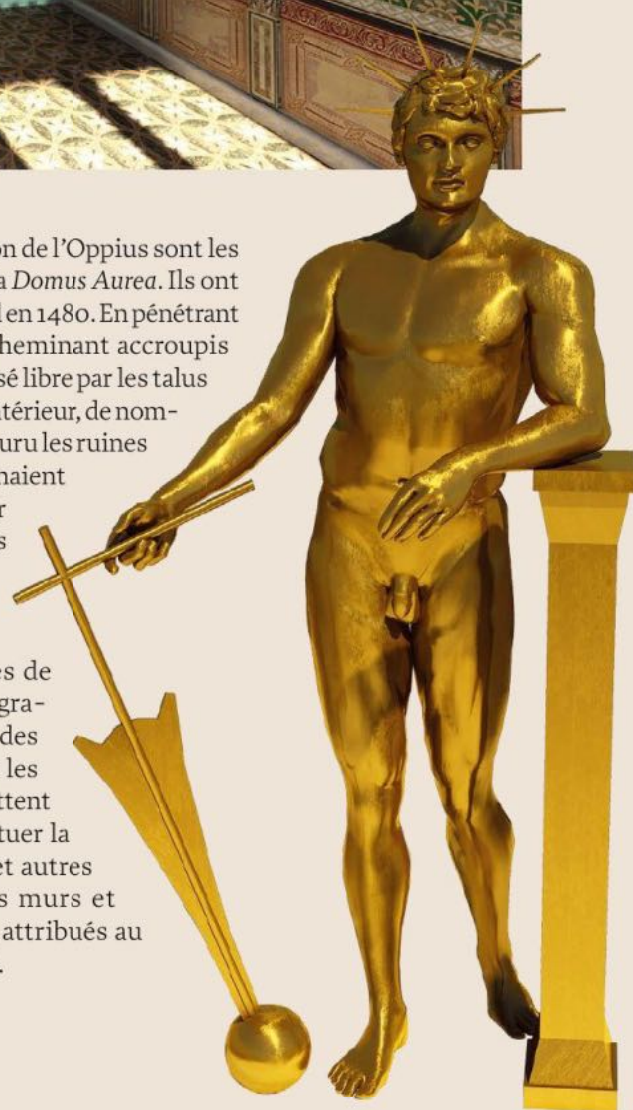 on de l’Oppius sont les
a Domus Aurea. Ils ont
en 1480. En pénétrant
heminant accroupis
sé libre par les talus
térieur, de nom-
uru les ruines
naient
r
s
es de
gra-
des
les
ttent
tuer la
et autres
s murs et
attribués au
.